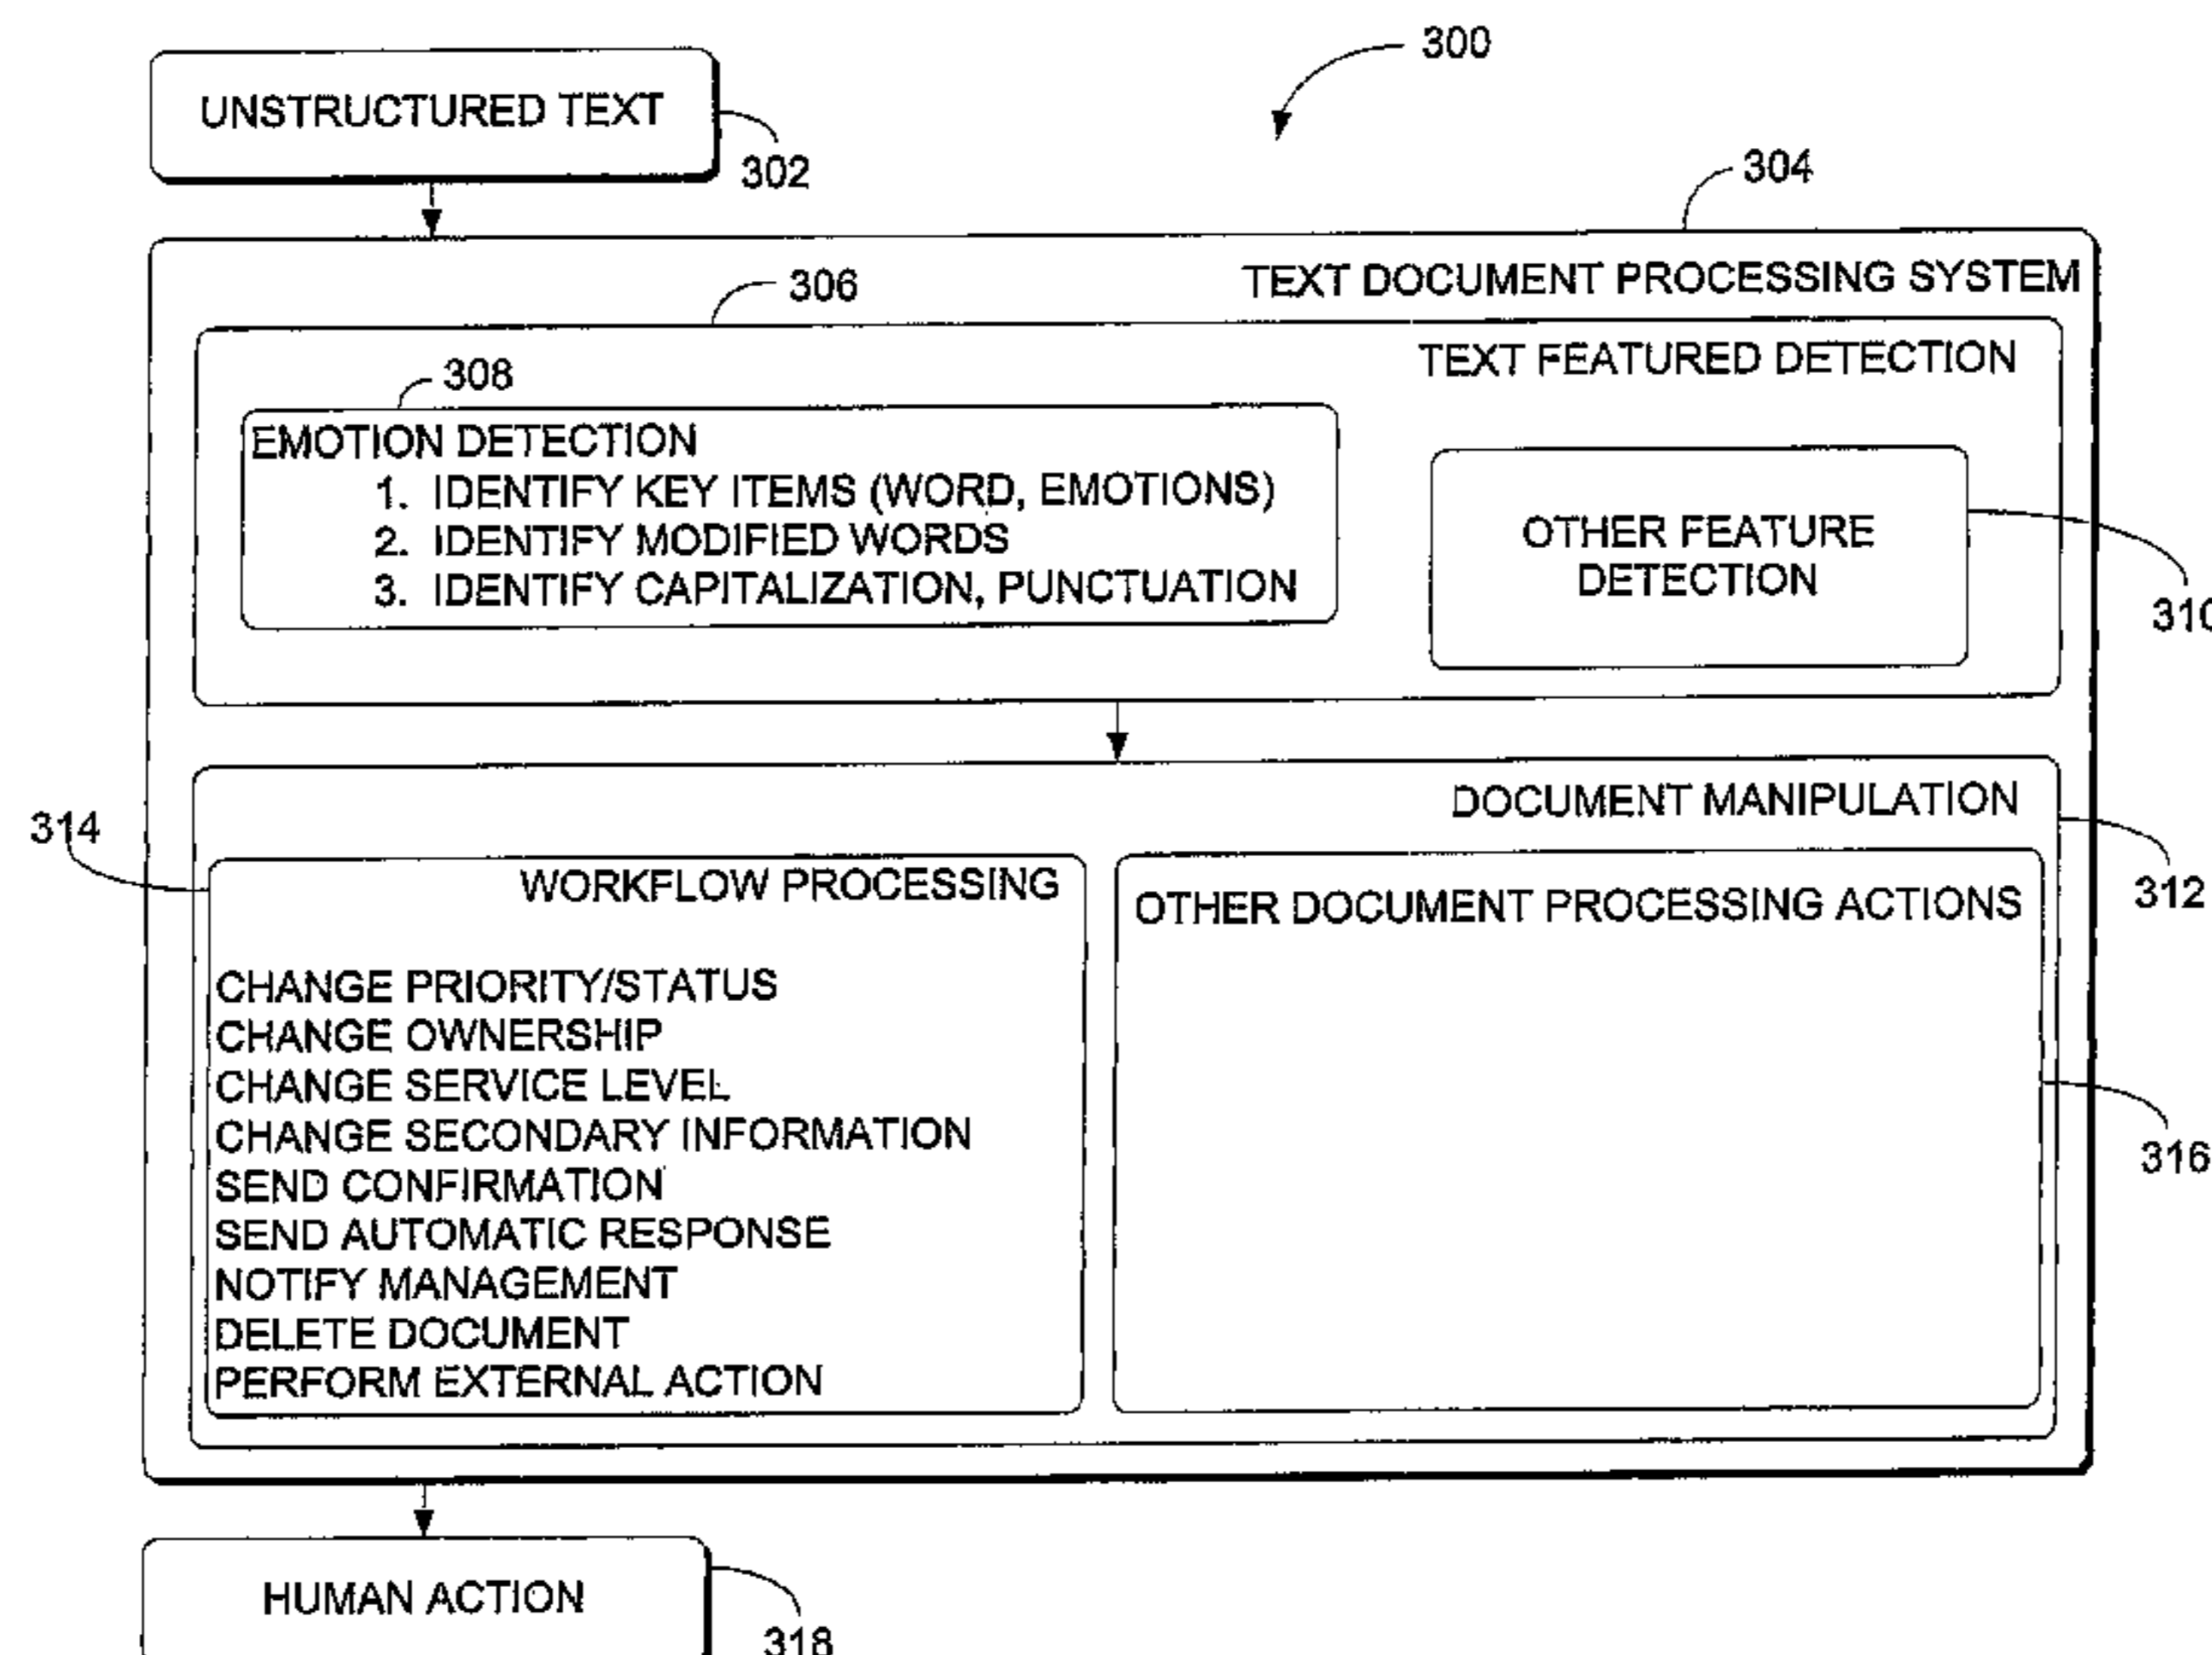 300
UNSTRUCTURED TEXT
302
304
TEXT DOCUMENT PROCESSING SYSTEM
306
TEXT FEATURED DETECTION
308
EMOTION DETECTION
1. IDENTIFY KEY ITEMS (WORD, EMOTIONS)
2. IDENTIFY MODIFIED WORDS
3. IDENTIFY CAPITALIZATION, PUNCTUATION
OTHER FEATURE
DETECTION
310
DOCUMENT MANIPULATION
312
314
WORKFLOW PROCESSING
CHANGE PRIORITY/STATUS
CHANGE OWNERSHIP
CHANGE SERVICE LEVEL
CHANGE SECONDARY INFORMATION
SEND CONFIRMATION
SEND AUTOMATIC RESPONSE
NOTIFY MANAGEMENT
DELETE DOCUMENT
PERFORM EXTERNAL ACTION
OTHER DOCUMENT PROCESSING ACTIONS
316
HUMAN ACTION
318